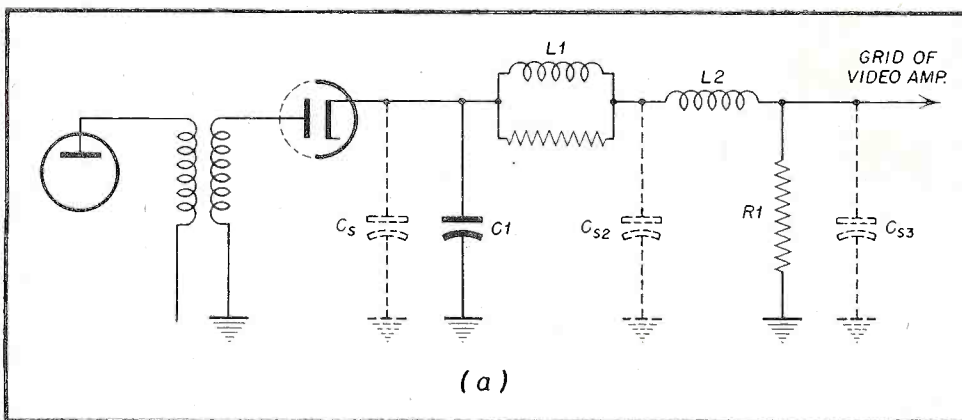 L1
L2
GRID OF
VIDEO AMP.
CS
C1
CS2
R1
CS3
(a)